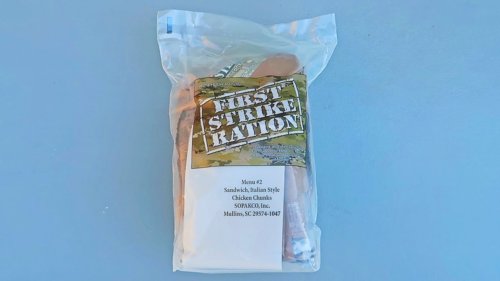 FIRST
STRIKE
RATION
Menu #2
Sandwich, Italian Style
Chicken Chunks
SOPAKCO, Inc.
Mullins, SC 29574-1047